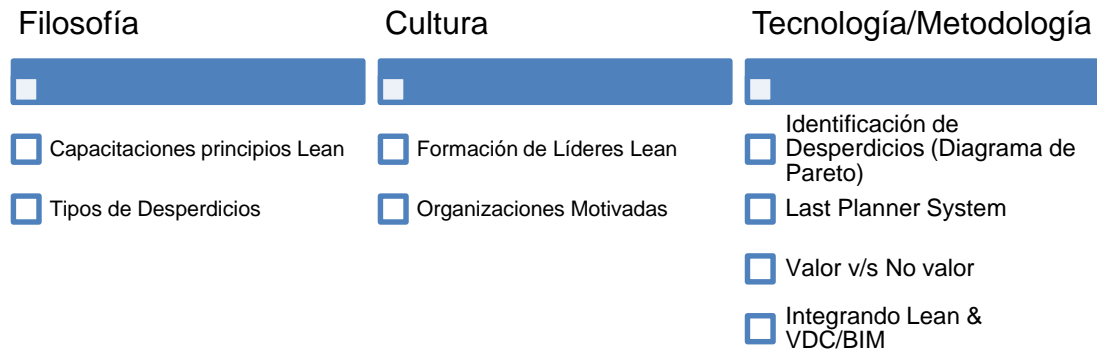 Filosofía
Capacitaciones principios Lean
Tipos de Desperdicios
Cultura
Formación de Líderes Lean
Organizaciones Motivadas
Tecnología/Metodología
Identificación de
Desperdicios (Diagrama de
Pareto)
Last Planner System
Valor v/s No valor
Integrando Lean &
VDC/BIM